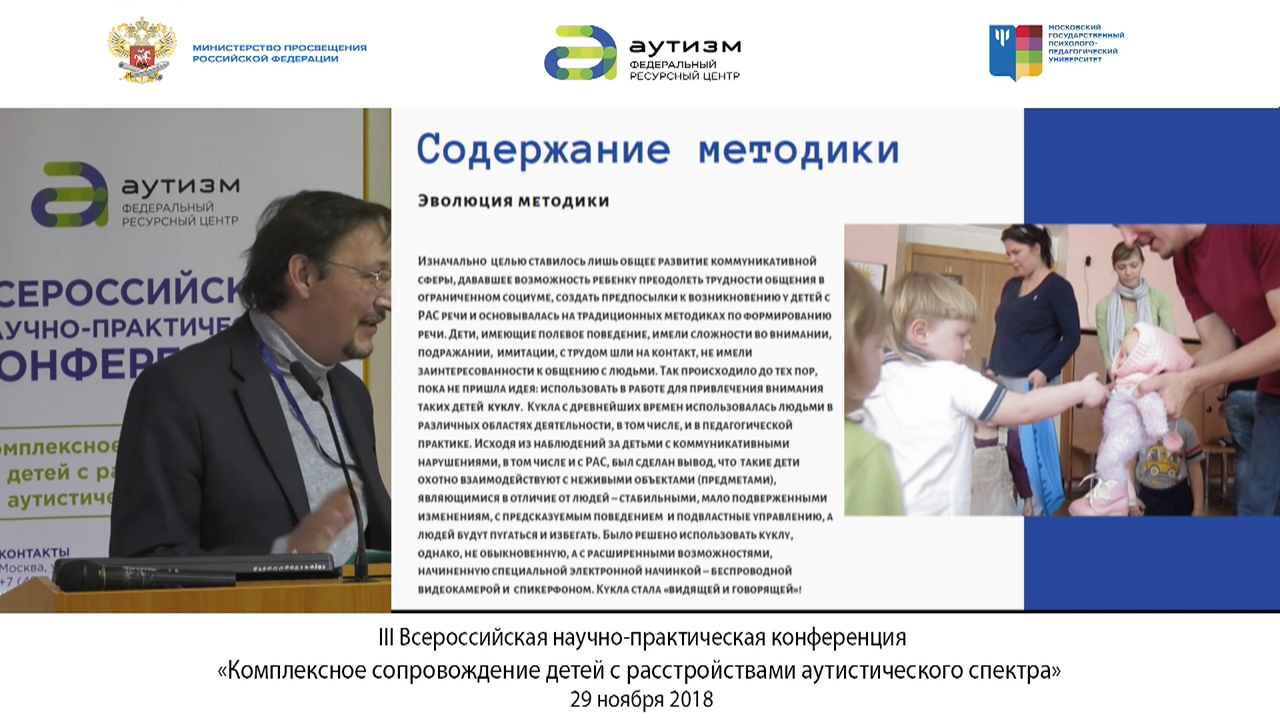 МИНИСТЕРСТВО ПРОСВЕЩЕНИЯ
РОССИЙСКОЙ ФЕДЕРАЦИИ
аутизм
ФЕДЕРАЛЬНЫЙ
РЕСУРСНЫЙ ЦЕНТР
МОСКОВСКИЙ
ГОСУДАРСТВЕННЫЙ
ПСИХОЛОГО-
ПЕДАГОГИЧЕСКИЙ
УНИВЕРСИТЕТ
аутизм
ФЕДЕРАЛЬНЫЙ
РЕСУРСНЫЙ ЦЕНТР
СЕРОССИЙСК
АУЧНО-ПРАКТИЧЕС
ОНФЕР
омплексное
детей с ра
аутистиче
КОНТАКТЫ
Москва, у
+7 (4
Содержание методики
Эволюция методики
Изначально целью ставилось лишь общее развитие коммуникативной
сферы, дававшее возможность ребенку преодолеть трудности общения в
ограниченном социуме, создать предпосылки к возникновению у детей с
РАС речи и основывалась на традиционных методиках по формированию
речи. Дети, имеющие полевое поведение, имели сложности во внимании,
подражании, имитации, с трудом шли на контакт, не имели
заинтересованности к общению с людьми. Так происходило до тех пор,
пока не пришла идея: использовать в работе для привлечения внимания
таких детей куклу. Кукла с древнейших времен использовалась людьми в
различных областях деятельности, в том числе, и в педагогической
практике. Исходя из наблюдений за детьми с коммуникативными
нарушениями, в том числе и с РАС, был сделан вывод, что такие дети
охотно взаимодействуют с неживыми объектами (предметами),
являющимися в отличие от людей – стабильными, мало подверженными
изменениям, с предсказуемым поведением и подвластные управлению, а
людей будут пугаться и избегать. Было решено использовать куклу,
однако, не обыкновенную, а с расширенными возможностями,
начиненную специальной электронной начинкой – беспроводной
видеокамерой и спикерфоном. Кукла стала «видящей и говорящей»!
III Всероссийская научно-практическая конференция
«Комплексное сопровождение детей с расстройствами аутистического спектра»
29 ноября 2018